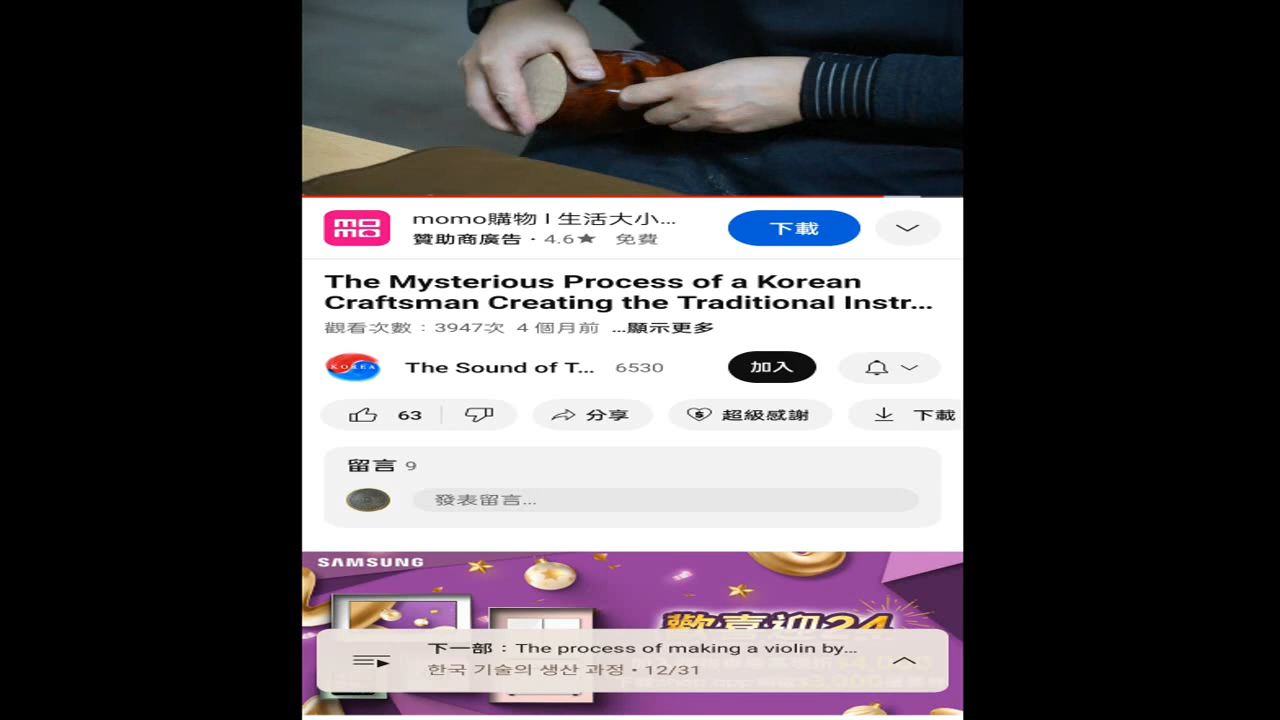 momo購物 l 生活大小...
贊助商廣告 · 4.6★ 免費
下載
The Mysterious Process of a Korean
Craftsman Creating the Traditional Instr...
觀看次數：3947次 4 個月前 ...顯示更多
KOREA
The Sound of T... 6530
加入
63
分享
超級感謝
下載
留言 9
發表留言...
SAMSUNG
歡喜迎24
下一部：The process of making a violin by...
한국 기술의 생산 과정 • 12/31